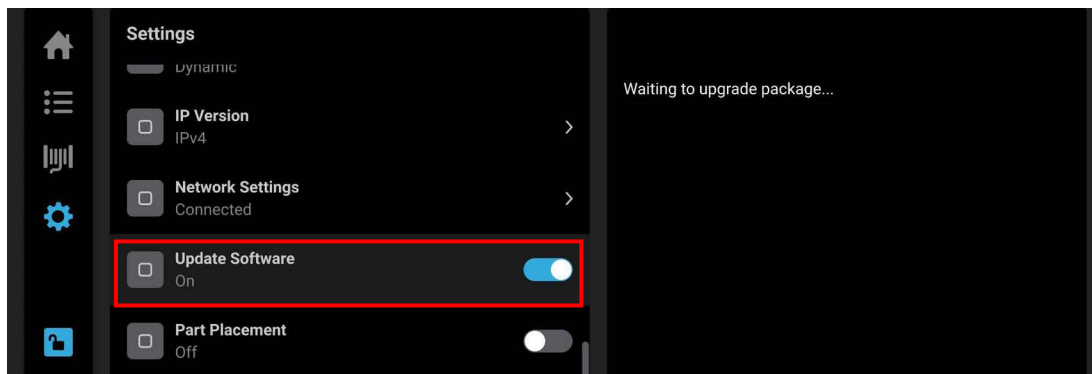 Settings
Dynamic
IP Version
IPv4
Network Settings
Connected
Update Software
On
Part Placement
Off
Waiting to upgrade package...